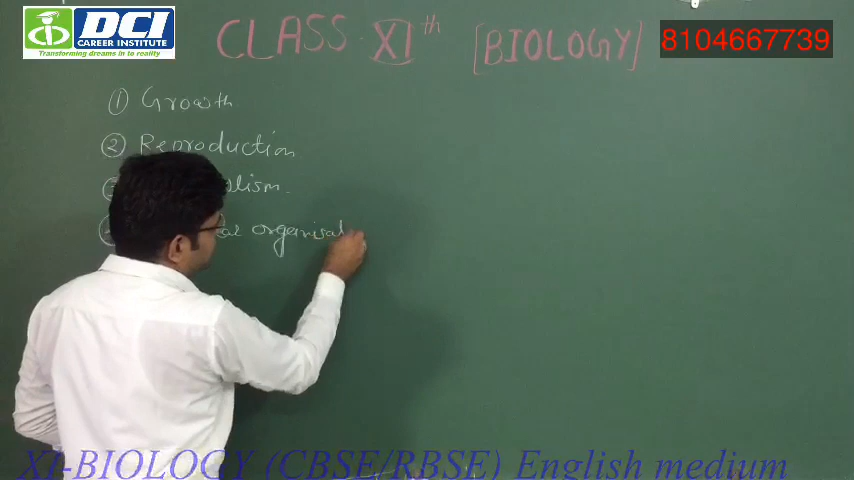 DCI
CAREER INSTITUTE
Transforming dreams in to reality
CLASS XIth [BIOLOGY]
8104667739
① Growth
② Reproduction
organisat
XI-BIOLOGY (CBSE/RBSE) English medium